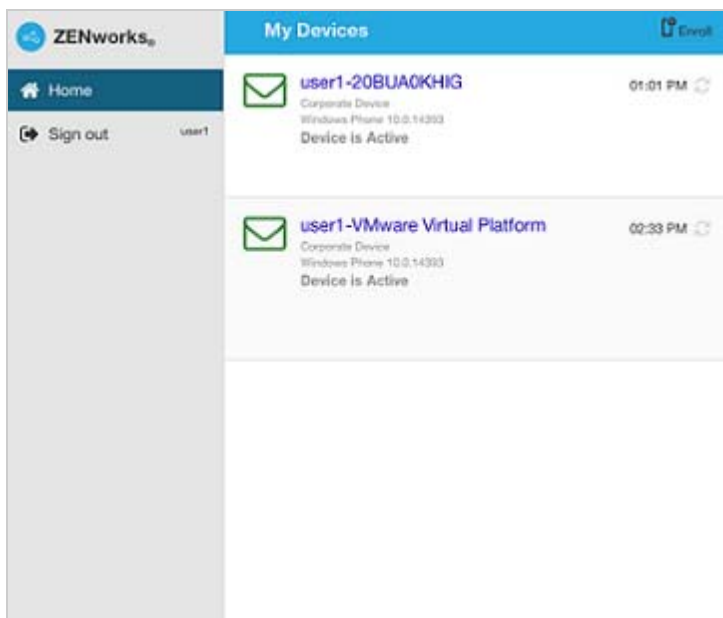 ZENworks®
My Devices
Enroll
Home
Sign out
user1
user1-20BUA0KHIG
01:01 PM
Corporate Device
Windows Phone 10.0.14393
Device is Active
user1-VMware Virtual Platform
02:33 PM
Corporate Device
Windows Phone 10.0.14393
Device is Active